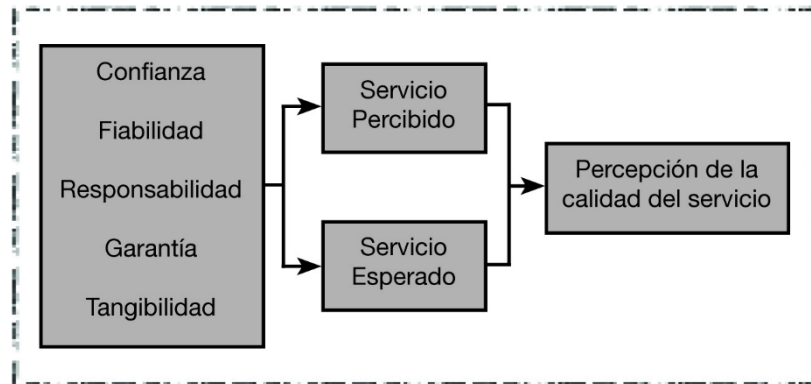 Confianza
Fiabilidad
Responsabilidad
Garantía
Tangibilidad
Servicio
Percibido
Servicio
Esperado
Percepción de la
calidad del servicio